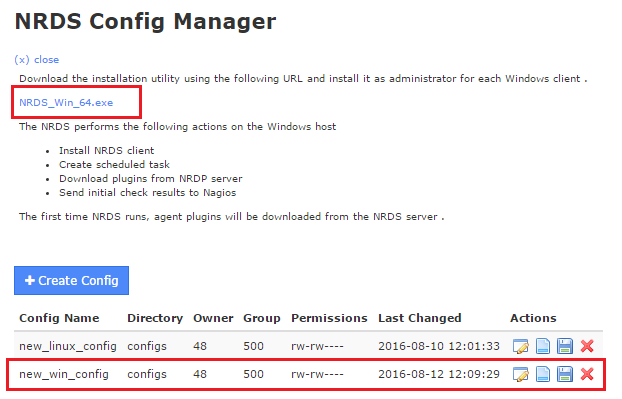 NRDS Config Manager
(x) close
Download the installation utility using the following URL and install it as administrator for each Windows client .
NRDS_Win_64.exe
The NRDS performs the following actions on the Windows host
• Install NRDS client
• Create scheduled task
• Download plugins from NRDP server
• Send initial check results to Nagios
The first time NRDS runs, agent plugins will be downloaded from the NRDS server .
+ Create Config
Config Name Directory Owner Group Permissions Last Changed Actions
new_linux_config configs 48 500 rw-rw---- 2016-08-10 12:01:33
new_win_config configs 48 500 rw-rw---- 2016-08-12 12:09:29